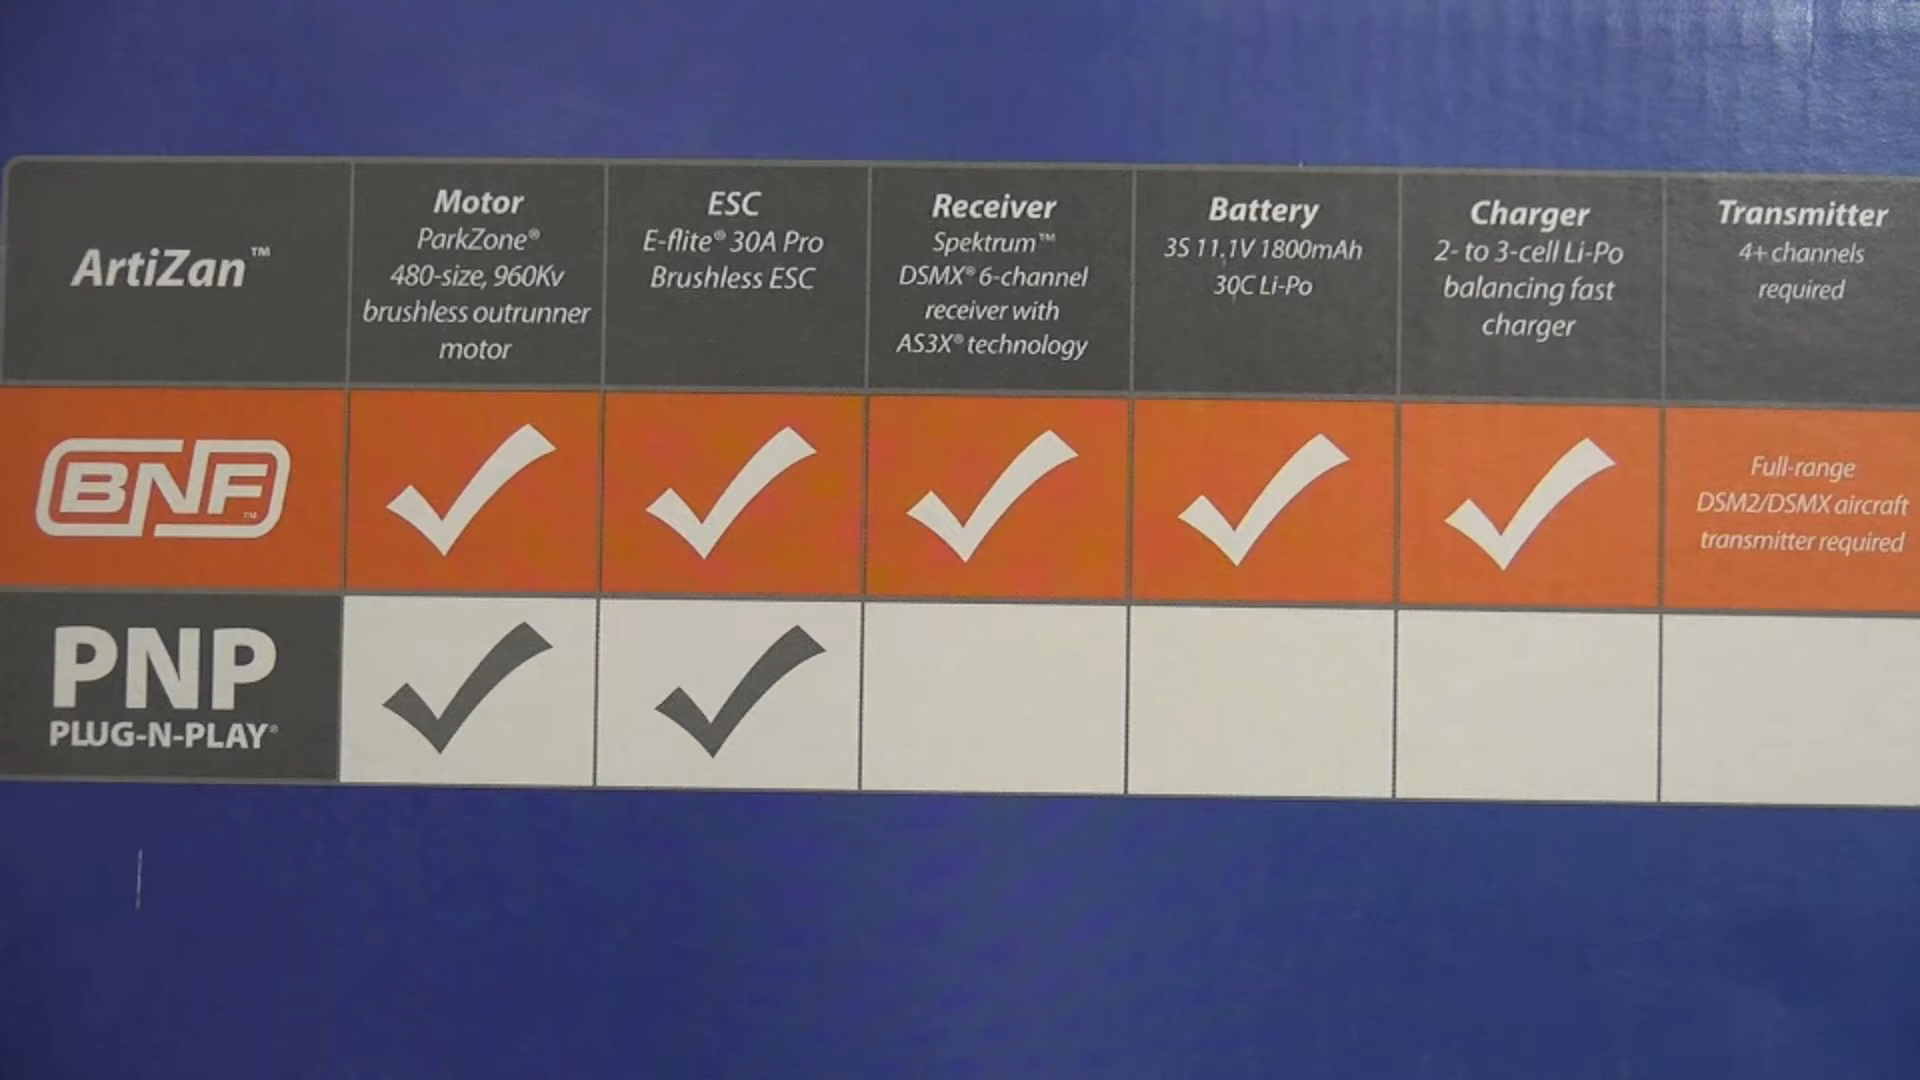 ArtiZan™
Motor
ParkZone®
480-size, 960Kv
brushless outrunner
motor
ESC
E-flite® 30A Pro
Brushless ESC
Receiver
Spektrum™
DSMX® 6-channel
receiver with
AS3X® technology
Battery
3S 11.1V 1800mAh
30C Li-Po
Charger
2- to 3-cell Li-Po
balancing fast
charger
Transmitter
4+ channels
required
BNF™
Full-range
DSM2/DSMX aircraft
transmitter required
PNP
PLUG-N-PLAY®